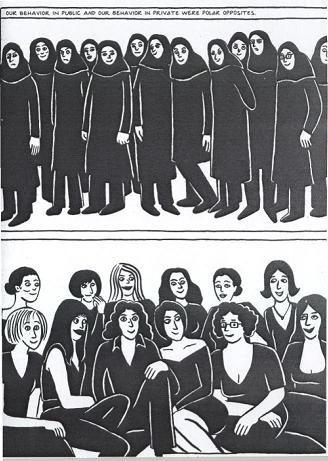 OUR BEHAVIOR IN PUBLIC AND OUR BEHAVIOR IN PRIVATE WERE POLAR OPPOSITES.